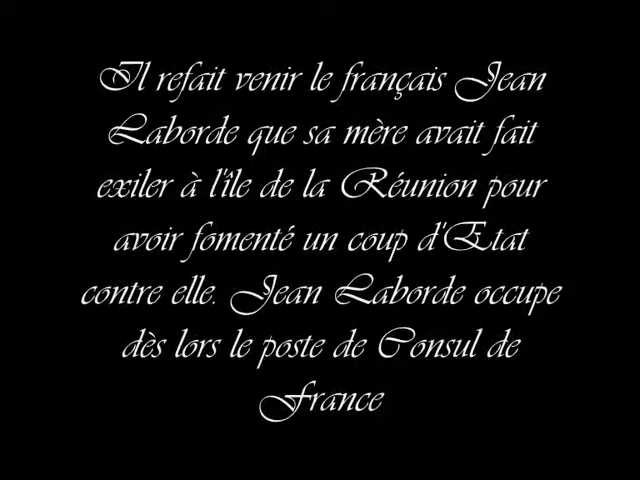 Il refait venir le français Jean
Laborde que sa mère avait fait
exiler à l'île de la Réunion pour
avoir fomenté un coup d'Etat
contre elle. Jean Laborde occupe
dès lors le poste de Consul de
France